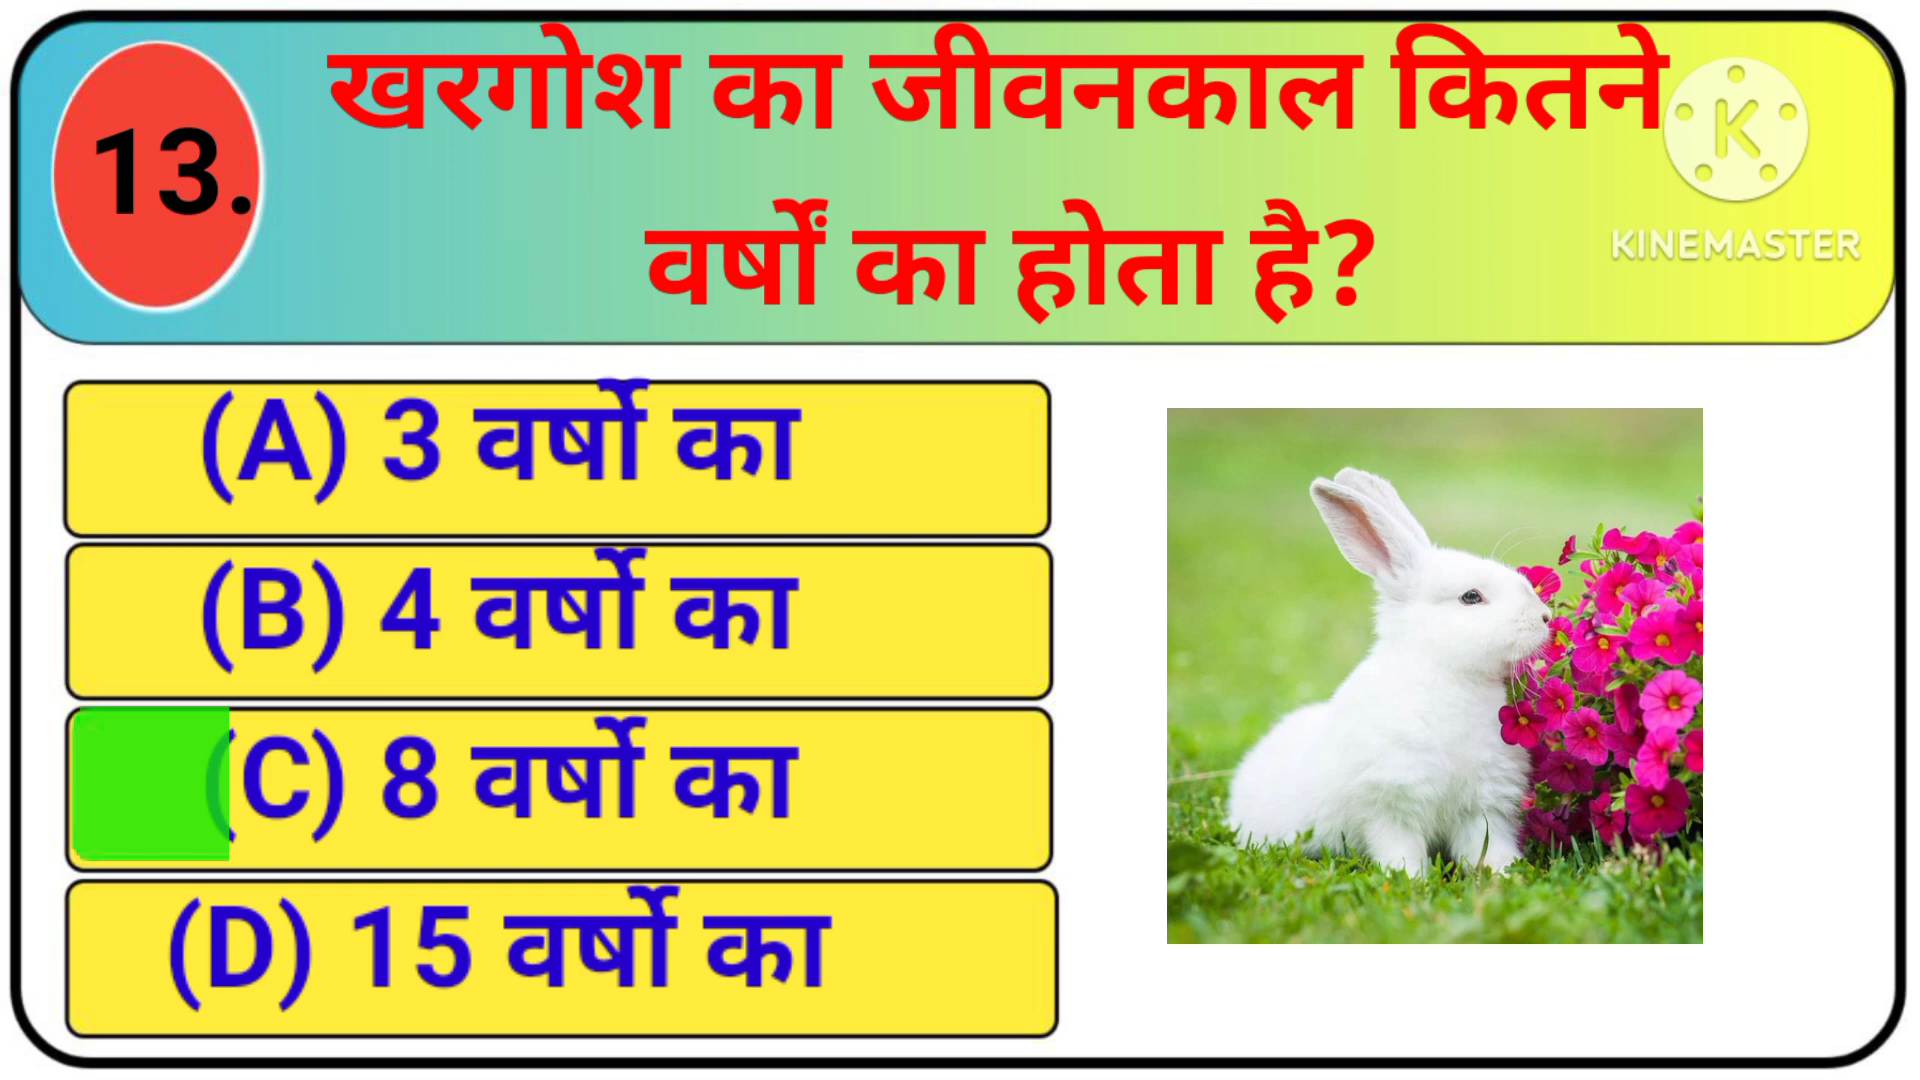 13.
खरगोश का जीवनकाल कितने
वर्षों का होता है?
KINEMASTER
(A) 3 वर्षो का
(B) 4 वर्षो का
(C) 8 वर्षो का
(D) 15 वर्षो का